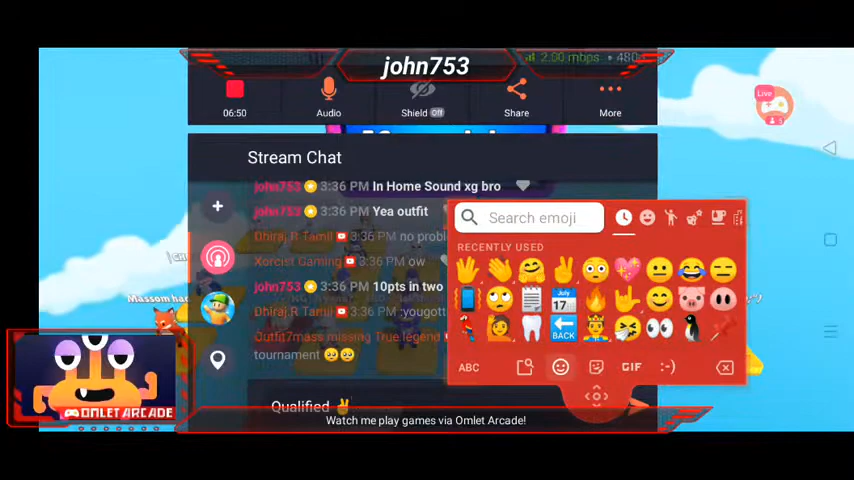 john753
2.00 mbps • 480
06:50
Audio
Shield Off
Share
More
Live
5
Stream Chat
john753 3:36 PM In Home Sound xg bro
john753 3:36 PM Yea outfit
Dhiraj R Tamil 3:36 PM no probl
Xorcist Gaming 3:36 PM ow
john753 3:36 PM 10pts in two
Dhiraj R Tamil 3:36 PM :yougott
Outfit7mass missing True legend
tournament 🥺🥺
Qualified ✌
Massom hac
Search emoji
RECENTLY USED
July
17
BACK
ABC
GIF
:-)
OMLET ARCADE
Watch me play games via Omlet Arcade!